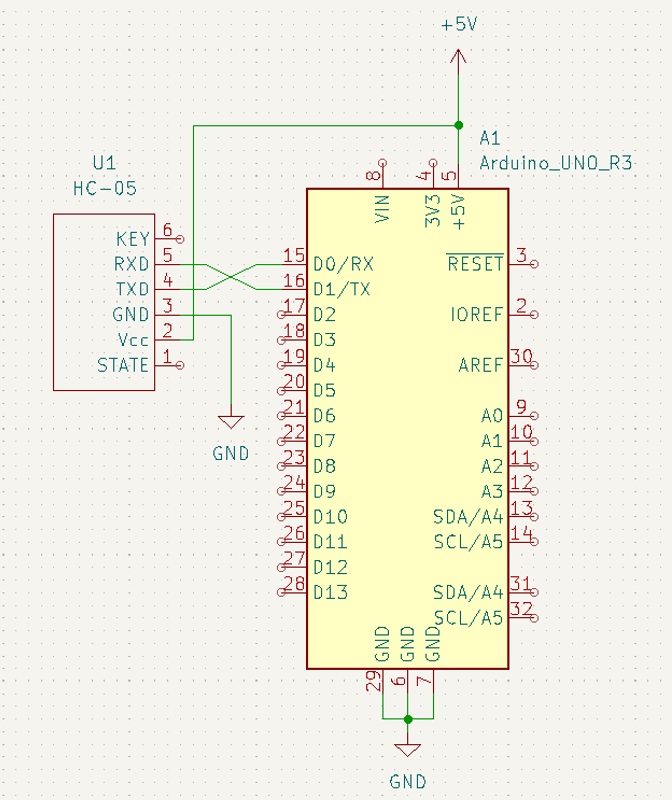 +5V
A1
Arduino_UNO_R3
U1
HC-05
8
4
5
VIN
3V3
+5V
KEY 6
RXD 5
TXD 4
GND 3
Vcc 2
STATE 1
GND
15 D0/RX
16 D1/TX
17 D2
18 D3
19 D4
20 D5
21 D6
22 D7
23 D8
24 D9
25 D10
26 D11
27 D12
28 D13
RESET 3
IOREF 2
AREF 30
A0 9
A1 10
A2 11
A3 12
SDA/A4 13
SCL/A5 14
SDA/A4 31
SCL/A5 32
GND
GND
GND
29
6
7
GND